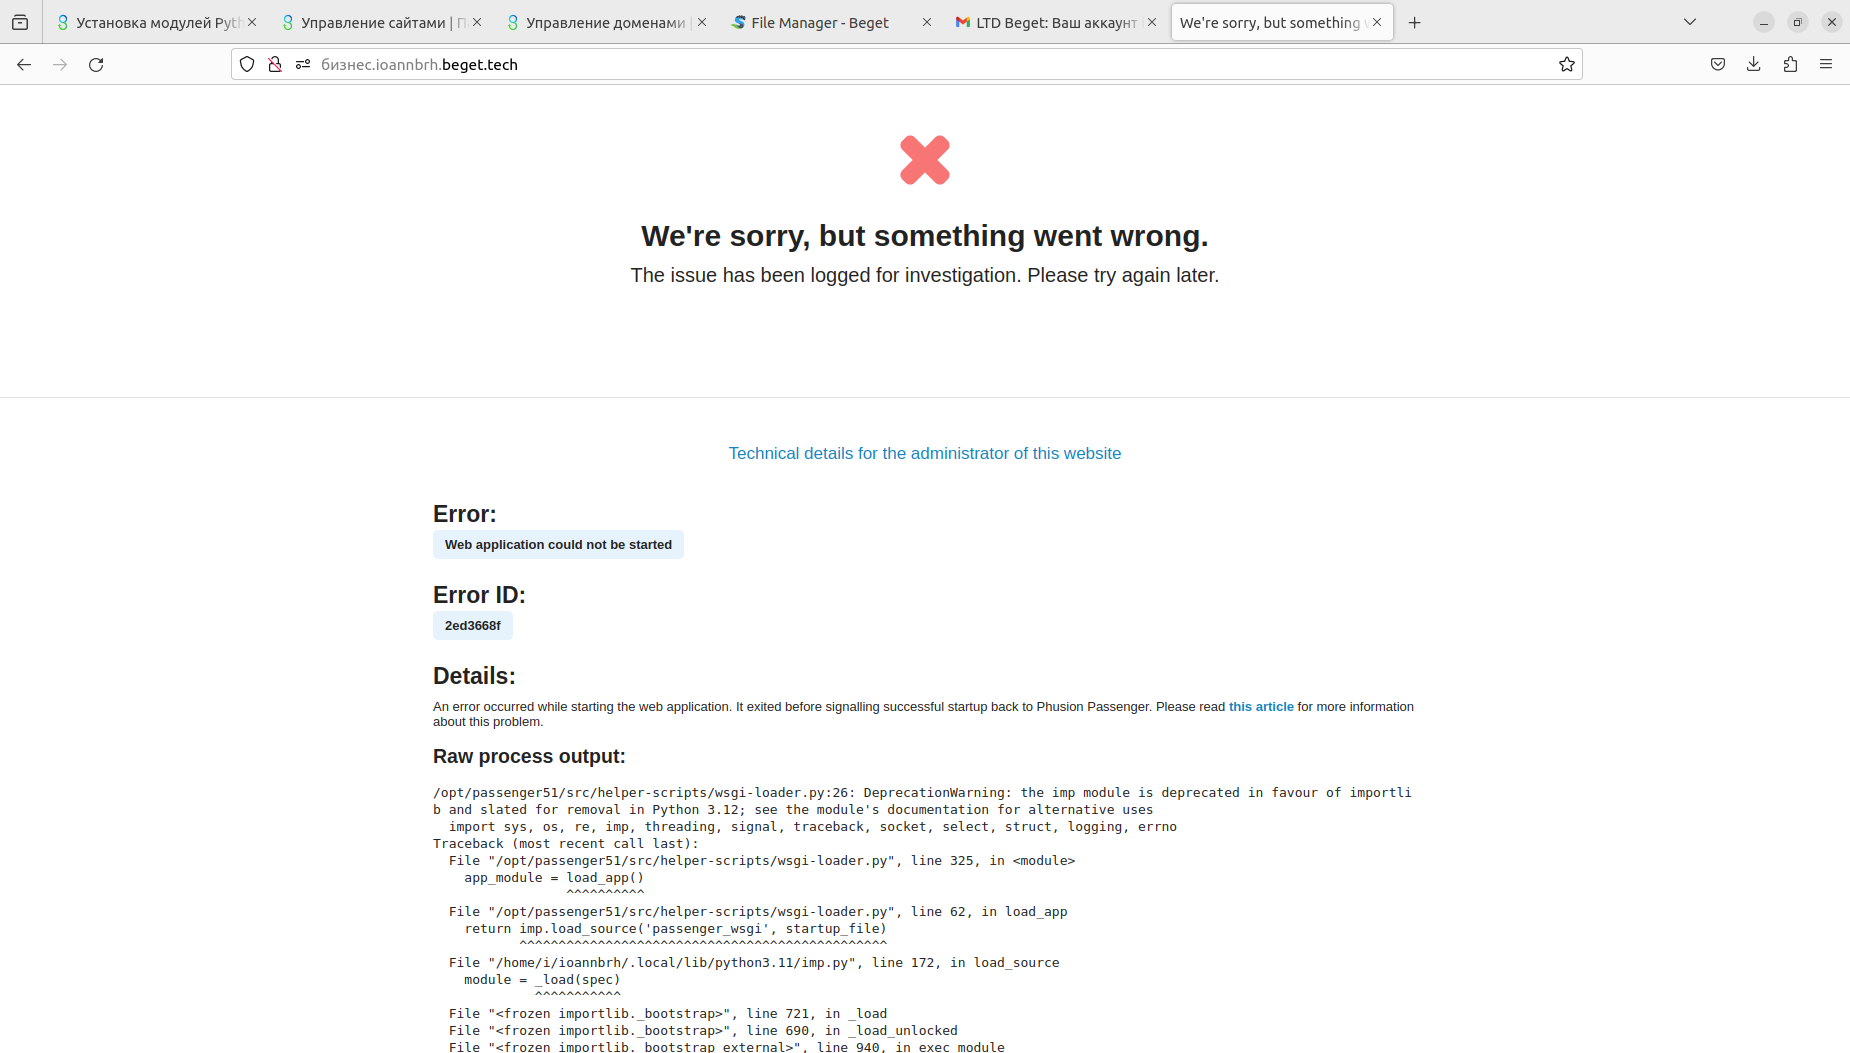 Установка модулей Pyth
Управление сайтами | П
Управление доменами |
File Manager - Beget
LTD Beget: Ваш аккаунт
We're sorry, but something
бизнес.ioannbrh.beget.tech
We're sorry, but something went wrong.
The issue has been logged for investigation. Please try again later.
Technical details for the administrator of this website
Error:
Web application could not be started
Error ID:
2ed3668f
Details:
An error occurred while starting the web application. It exited before signalling successful startup back to Phusion Passenger. Please read this article for more information
about this problem.
Raw process output:
/opt/passenger51/src/helper-scripts/wsgi-loader.py:26: DeprecationWarning: the imp module is deprecated in favour of importli
b and slated for removal in Python 3.12; see the module's documentation for alternative uses
  import sys, os, re, imp, threading, signal, traceback, socket, select, struct, logging, errno
Traceback (most recent call last):
  File "/opt/passenger51/src/helper-scripts/wsgi-loader.py", line 325, in <module>
    app_module = load_app()
                 ^^^^^^^^^^
  File "/opt/passenger51/src/helper-scripts/wsgi-loader.py", line 62, in load_app
    return imp.load_source('passenger_wsgi', startup_file)
           ^^^^^^^^^^^^^^^^^^^^^^^^^^^^^^^^^^^^^^^^^^^^^^^
  File "/home/i/ioannbrh/.local/lib/python3.11/imp.py", line 172, in load_source
    module = _load(spec)
             ^^^^^^^^^^^
  File "<frozen importlib._bootstrap>", line 721, in _load
  File "<frozen importlib._bootstrap>", line 690, in _load_unlocked
  File "<frozen importlib._bootstrap_external>", line 940, in exec_module